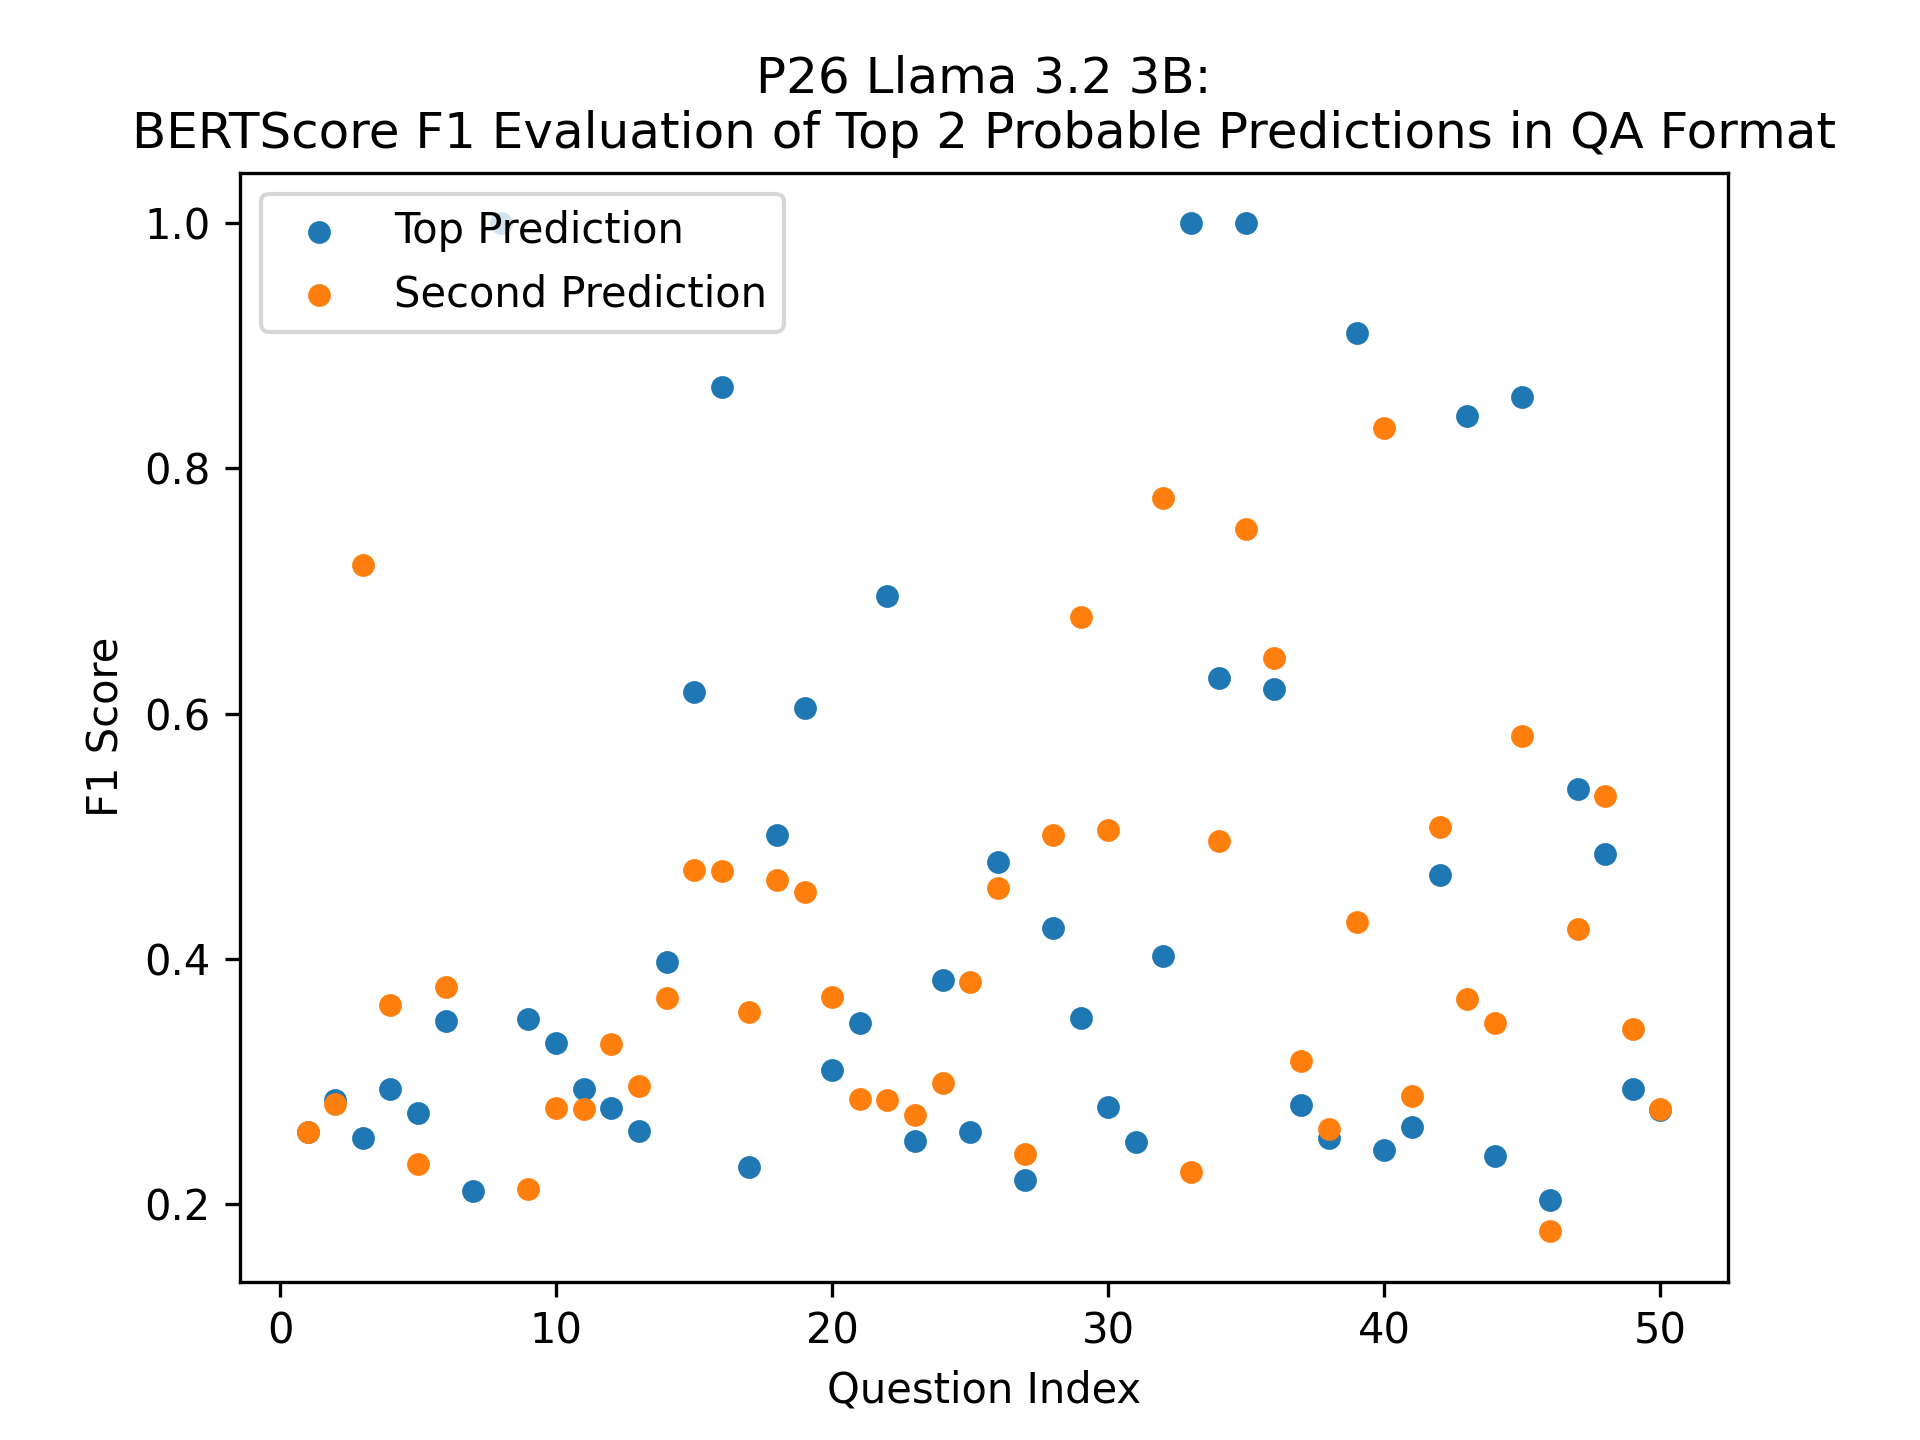 P26 Llama 3.2 3B:
BERTScore F1 Evaluation of Top 2 Probable Predictions in QA Format
Top Prediction
Second Prediction
1.0
0.8
0.6
0.4
0.2
F1 Score
0 10 20 30 40 50
Question Index